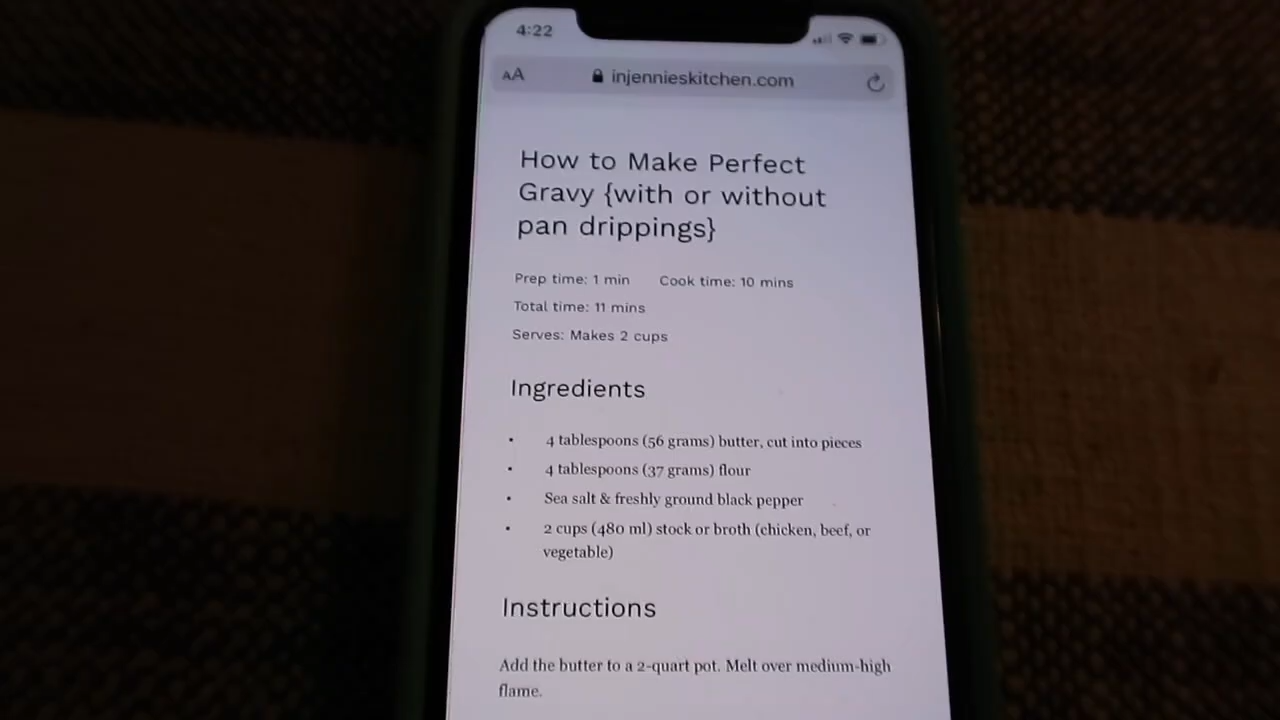 4:22
AA injennieskitchen.com
How to Make Perfect
Gravy {with or without
pan drippings}
Prep time: 1 min Cook time: 10 mins
Total time: 11 mins
Serves: Makes 2 cups
Ingredients
• 4 tablespoons (56 grams) butter, cut into pieces
• 4 tablespoons (37 grams) flour
• Sea salt & freshly ground black pepper
• 2 cups (480 ml) stock or broth (chicken, beef, or
vegetable)
Instructions
Add the butter to a 2-quart pot. Melt over medium-high
flame.